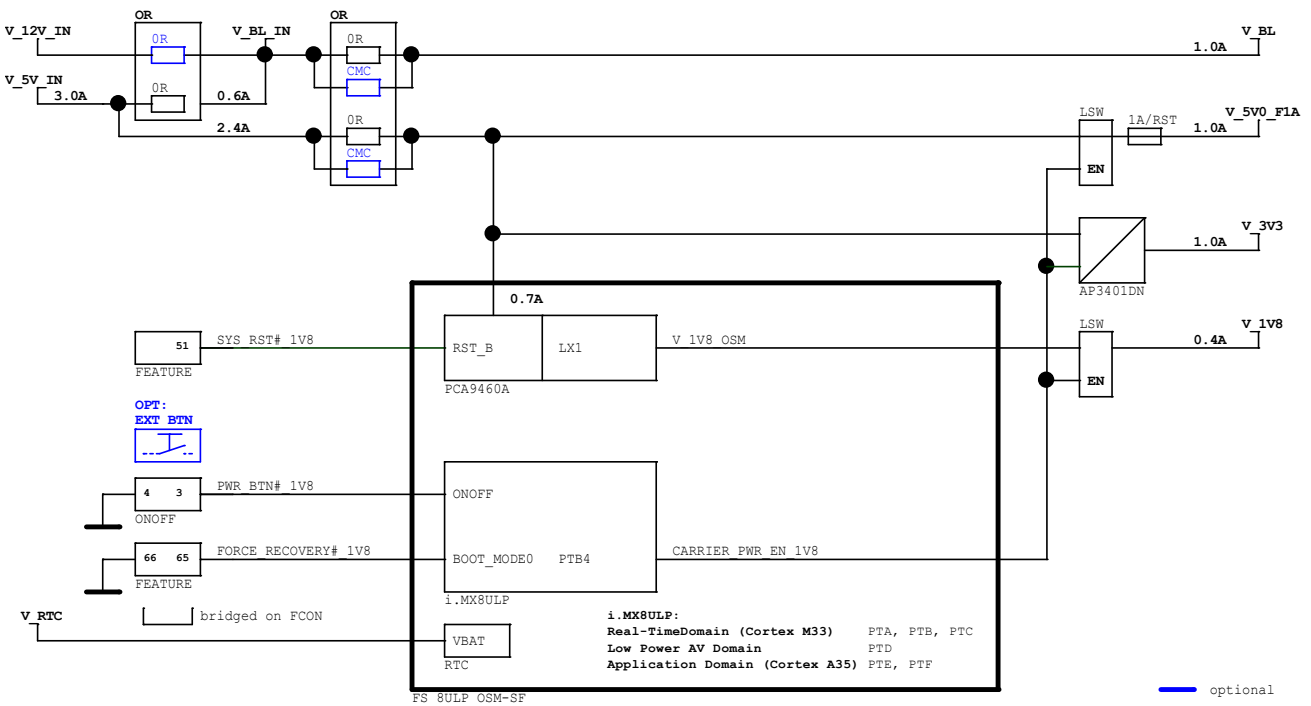 OR
OR
V_12V_IN
0R
V_BL_IN
0R
V_BL
1.0A
CMC
V_5V_IN
3.0A
0R
0.6A
2.4A
0R
CMC
LSW
EN
1A/RST
V_5V0_F1A
1.0A
V_3V3
1.0A
AP3401DN
0.7A
51
FEATURE
SYS_RST#_1V8
RST_B
LX1
PCA9460A
V_1V8_OSM
LSW
EN
V_1V8
0.4A
OPT:
EXT BTN
4 3
ONOFF
PWR_BTN#_1V8
ONOFF
66 65
FEATURE
FORCE_RECOVERY#_1V8
BOOT_MODE0 PTB4
i.MX8ULP
CARRIER_PWR_EN_1V8
bridged on FCON
V_RTC
VBAT
RTC
i.MX8ULP:
Real-TimeDomain (Cortex M33) PTA, PTB, PTC
Low Power AV Domain PTD
Application Domain (Cortex A35) PTE, PTF
FS 8ULP OSM-SF
optional